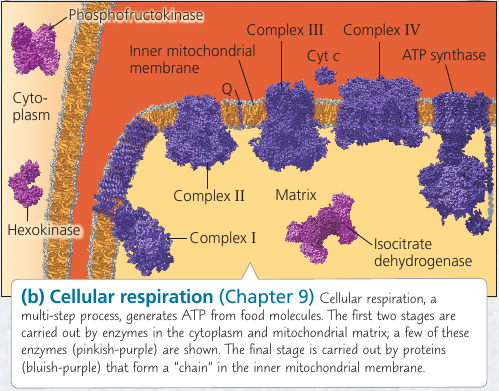 Phosphofructokinase
Complex III
Complex IV
Inner mitochondrial
membrane
Cyt c
ATP synthase
Q
Cyto-
plasm
Complex II
Matrix
Hexokinase
Complex I
Isocitrate
dehydrogenase
(b) Cellular respiration (Chapter 9) Cellular respiration, a
multi-step process, generates ATP from food molecules. The first two stages are
carried out by enzymes in the cytoplasm and mitochondrial matrix; a few of these
enzymes (pinkish-purple) are shown. The final stage is carried out by proteins
(bluish-purple) that form a "chain" in the inner mitochondrial membrane.